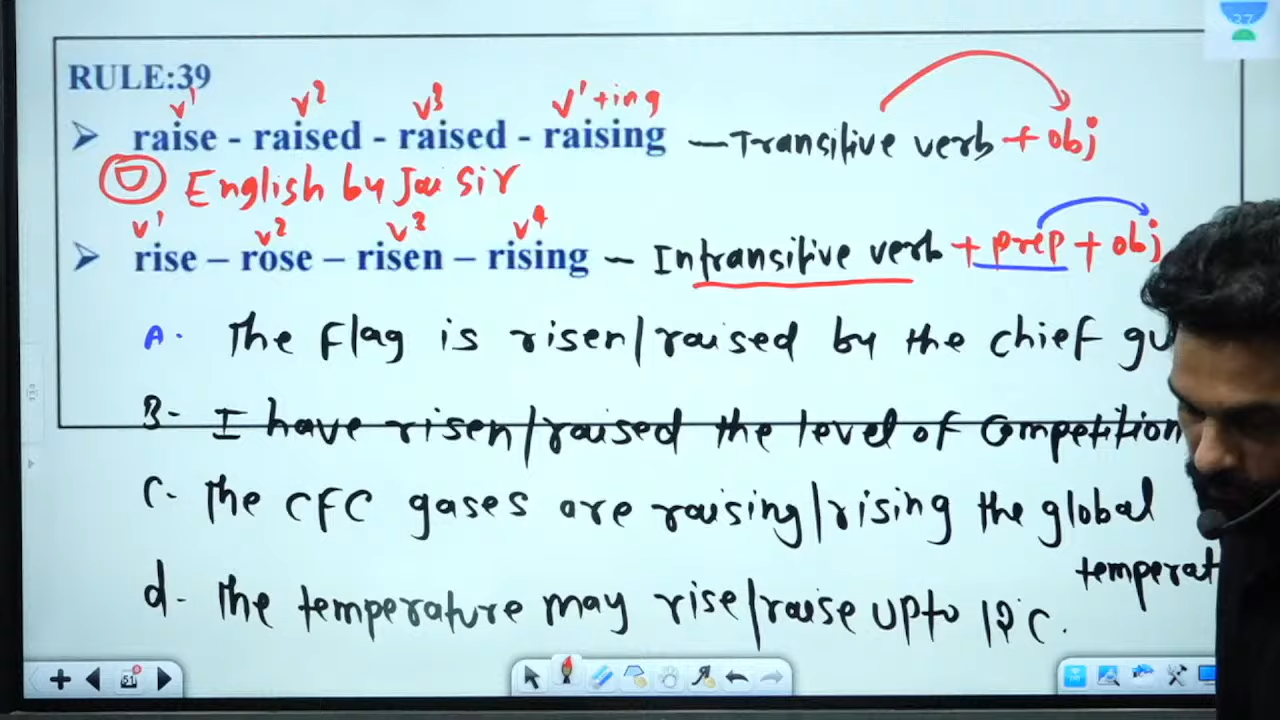 37
RULE:39
v¹ v² v³ v¹+ing
➤ raise - raised - raised - raising — Transitive verb + obj
English by Jai Sir
v¹ v² v³ v⁴
➤ rise – rose – risen – rising – Intransitive verb + prep + obj
A. The flag is risen/raised by the chief
B- I have risen/raised the level of Competition
C- The CFC gases are raising/rising the global
temperat
d- The temperature may rise/raise upto 12°C.
51